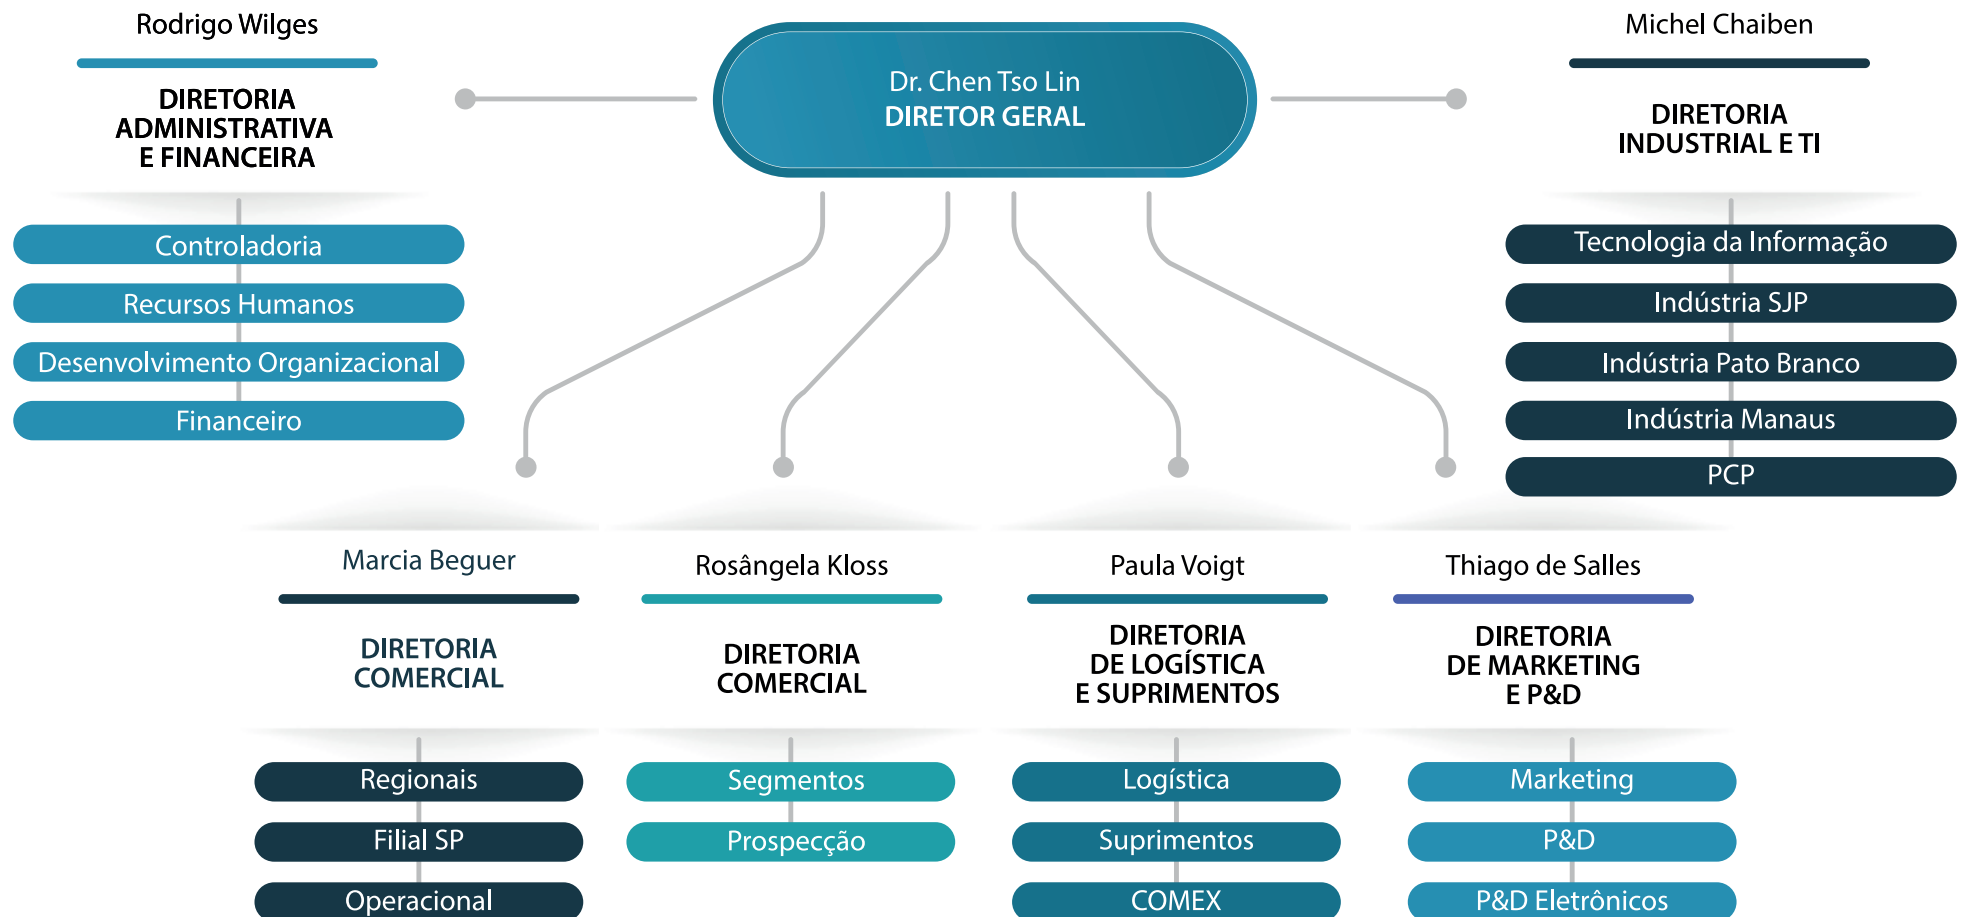 Rodrigo Wilges
DIRETORIA
ADMINISTRATIVA
E FINANCEIRA
Controladoria
Recursos Humanos
Desenvolvimento Organizacional
Financeiro
Dr. Chen Tso Lin
DIRETOR GERAL
Michel Chaiben
DIRETORIA
INDUSTRIAL E TI
Tecnologia da Informação
Indústria SJP
Indústria Pato Branco
Indústria Manaus
PCP
Marcia Beguer
DIRETORIA
COMERCIAL
Regionais
Filial SP
Operacional
Rosângela Kloss
DIRETORIA
COMERCIAL
Segmentos
Prospecção
Paula Voigt
DIRETORIA
DE LOGÍSTICA
E SUPRIMENTOS
Logística
Suprimentos
COMEX
Thiago de Salles
DIRETORIA
DE MARKETING
E P&D
Marketing
P&D
P&D Eletrônicos